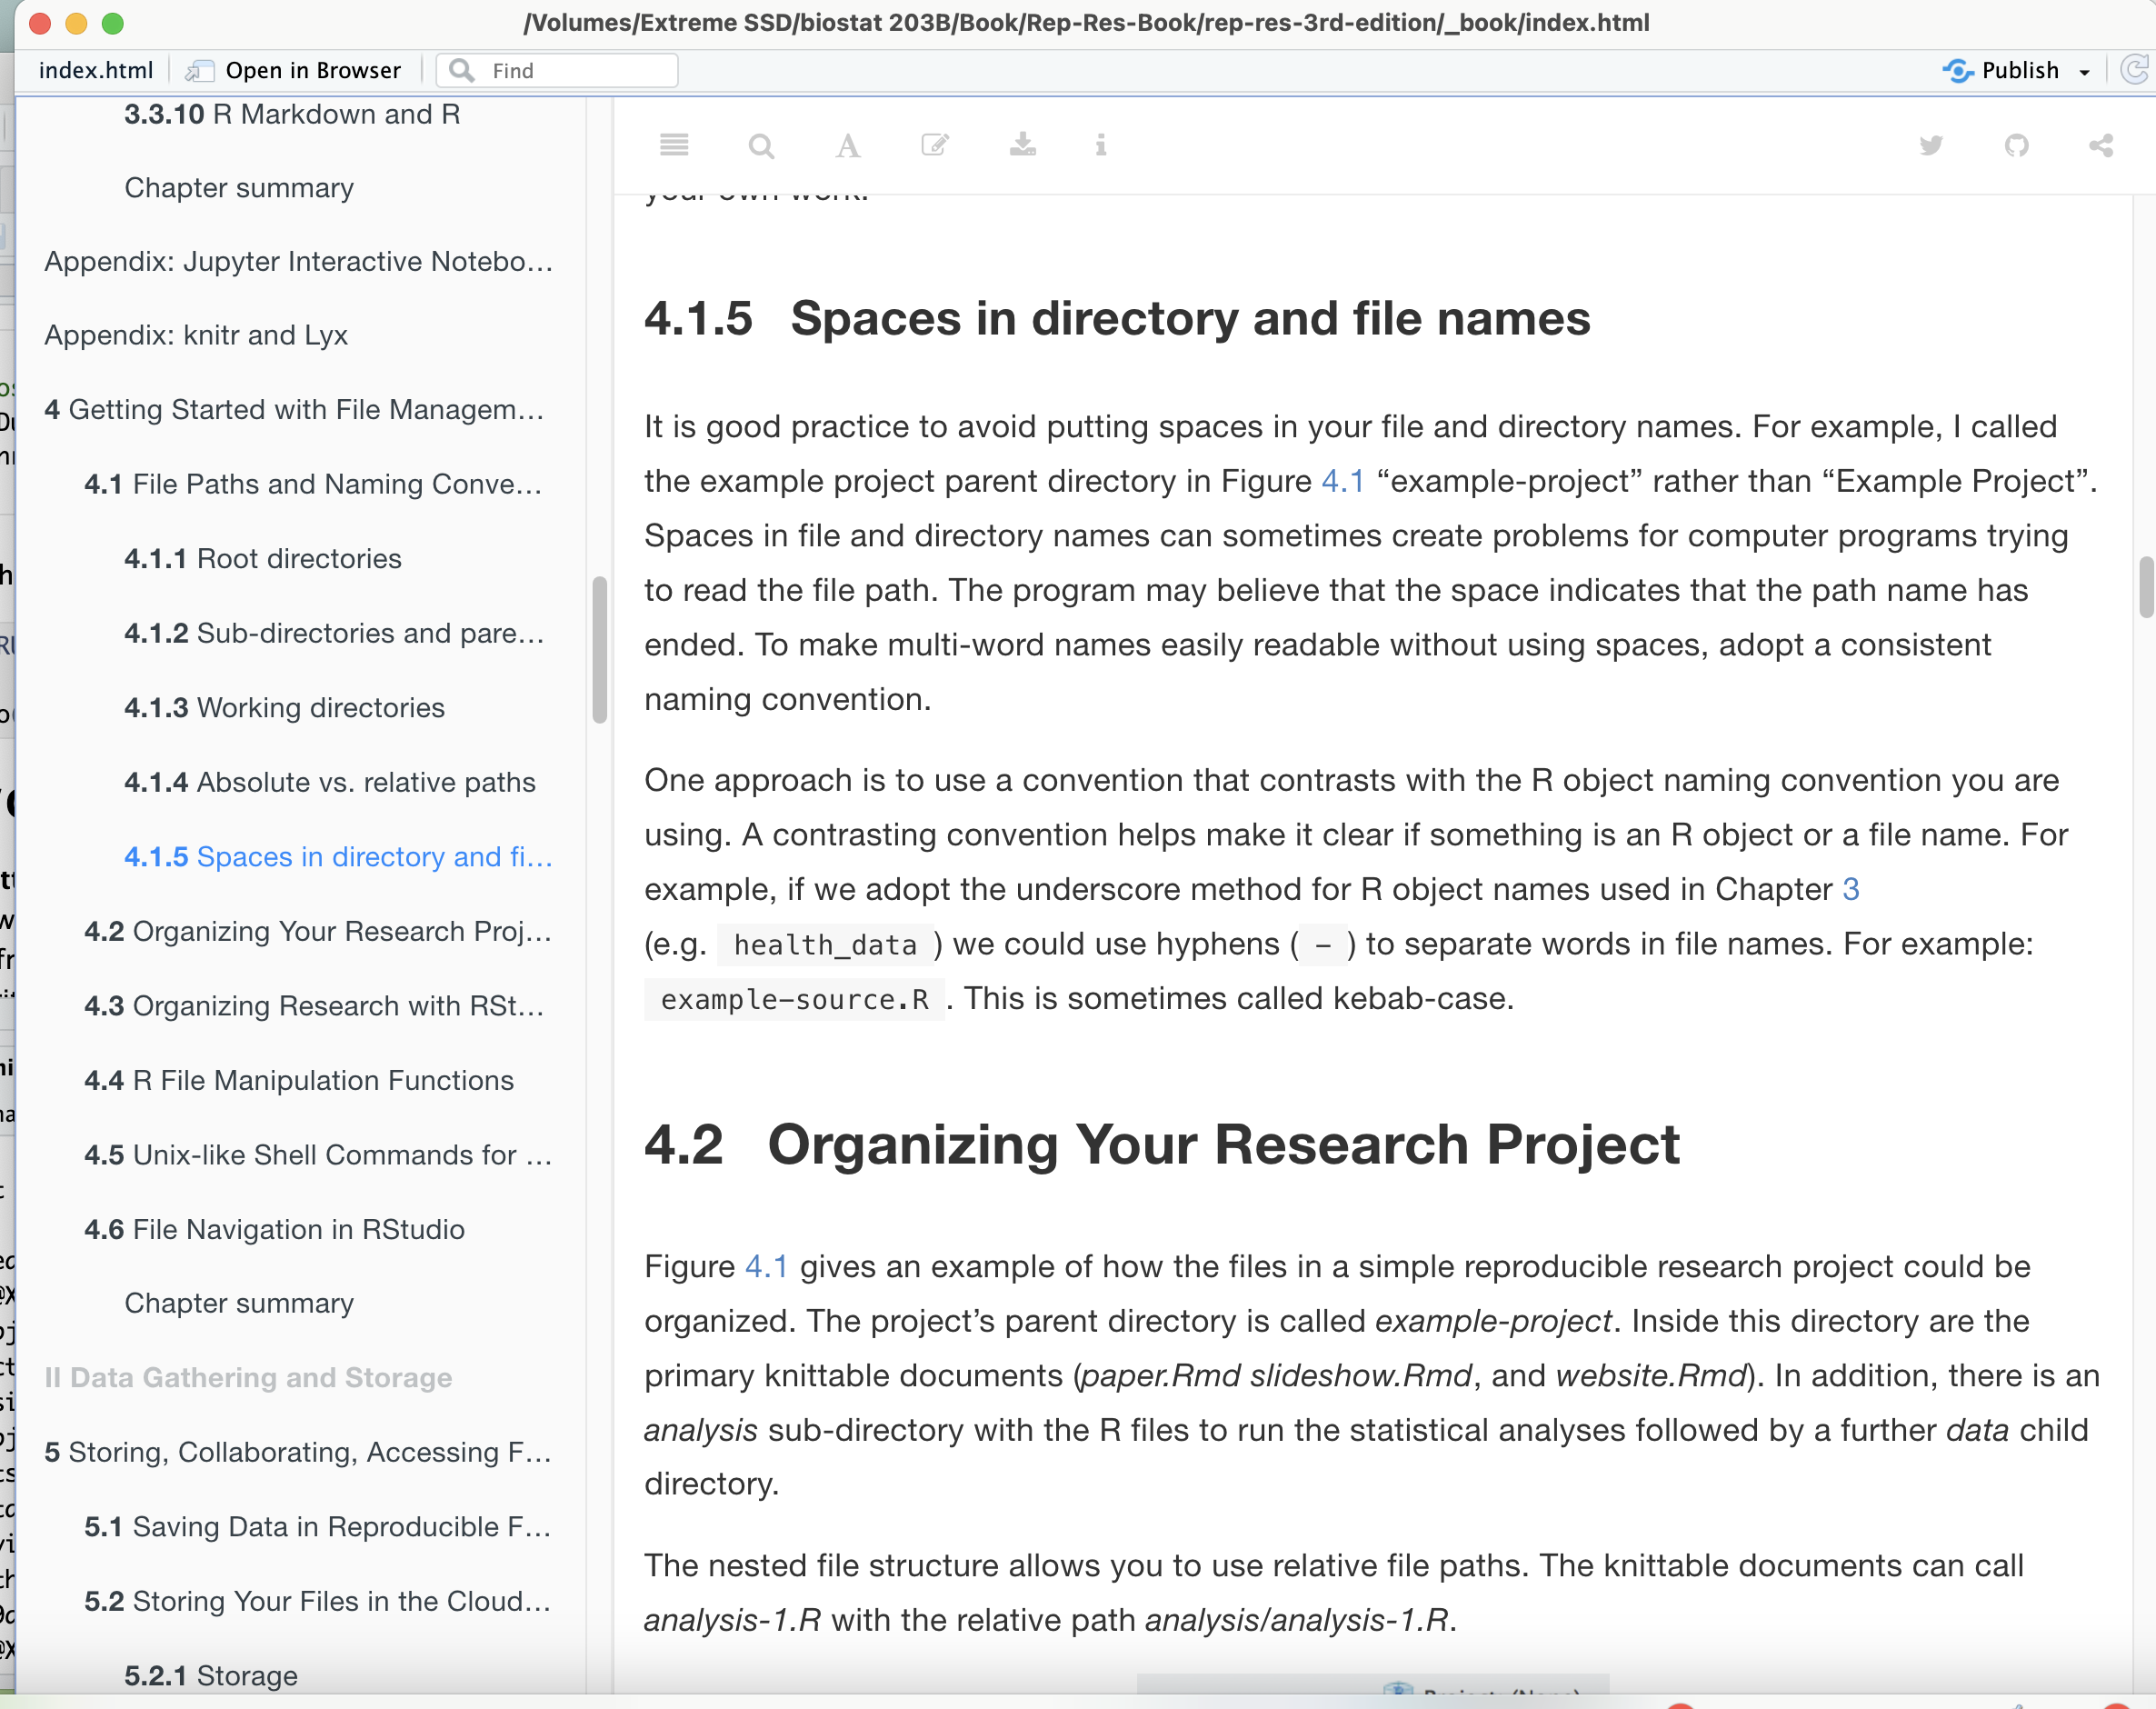 /Volumes/Extreme SSD/biostat 203B/Book/Rep-Res-Book/rep-res-3rd-edition/_book/index.html
index.html
Open in Browser
Find
Publish
3.3.10 R Markdown and R
Chapter summary
Appendix: Jupyter Interactive Notebo…
Appendix: knitr and Lyx
4 Getting Started with File Managem…
4.1 File Paths and Naming Conve…
4.1.1 Root directories
4.1.2 Sub-directories and pare…
4.1.3 Working directories
4.1.4 Absolute vs. relative paths
4.1.5 Spaces in directory and fi…
4.2 Organizing Your Research Proj…
4.3 Organizing Research with RSt…
4.4 R File Manipulation Functions
4.5 Unix-like Shell Commands for …
4.6 File Navigation in RStudio
Chapter summary
II Data Gathering and Storage
5 Storing, Collaborating, Accessing F…
5.1 Saving Data in Reproducible F…
5.2 Storing Your Files in the Cloud…
5.2.1 Storage
your own work.
4.1.5 Spaces in directory and file names
It is good practice to avoid putting spaces in your file and directory names. For example, I called
the example project parent directory in Figure 4.1 “example-project” rather than “Example Project”.
Spaces in file and directory names can sometimes create problems for computer programs trying
to read the file path. The program may believe that the space indicates that the path name has
ended. To make multi-word names easily readable without using spaces, adopt a consistent
naming convention.
One approach is to use a convention that contrasts with the R object naming convention you are
using. A contrasting convention helps make it clear if something is an R object or a file name. For
example, if we adopt the underscore method for R object names used in Chapter 3
(e.g. health_data ) we could use hyphens ( - ) to separate words in file names. For example:
example-source.R . This is sometimes called kebab-case.
4.2 Organizing Your Research Project
Figure 4.1 gives an example of how the files in a simple reproducible research project could be
organized. The project’s parent directory is called example-project. Inside this directory are the
primary knittable documents (paper.Rmd slideshow.Rmd, and website.Rmd). In addition, there is an
analysis sub-directory with the R files to run the statistical analyses followed by a further data child
directory.
The nested file structure allows you to use relative file paths. The knittable documents can call
analysis-1.R with the relative path analysis/analysis-1.R.
Project: (None)